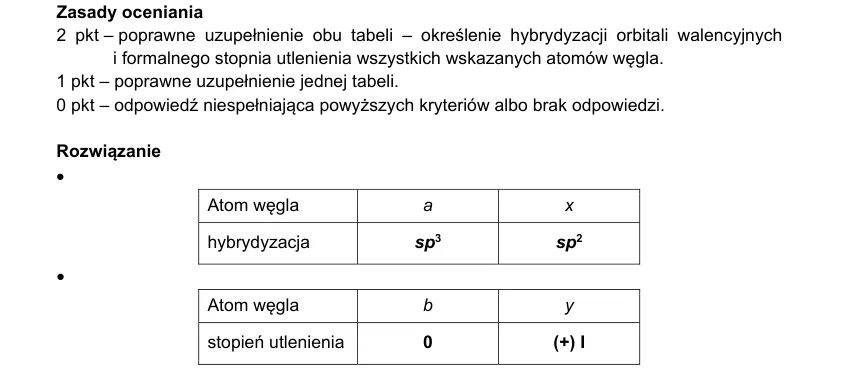 Zasady oceniania
2 pkt – poprawne uzupełnienie obu tabeli – określenie hybrydyzacji orbitali walencyjnych
i formalnego stopnia utlenienia wszystkich wskazanych atomów węgla.
1 pkt – poprawne uzupełnienie jednej tabeli.
0 pkt – odpowiedź niespełniająca powyższych kryteriów albo brak odpowiedzi.
Rozwiązanie
•
Atom węgla a x
hybrydyzacja sp³ sp²
•
Atom węgla b y
stopień utlenienia 0 (+) I